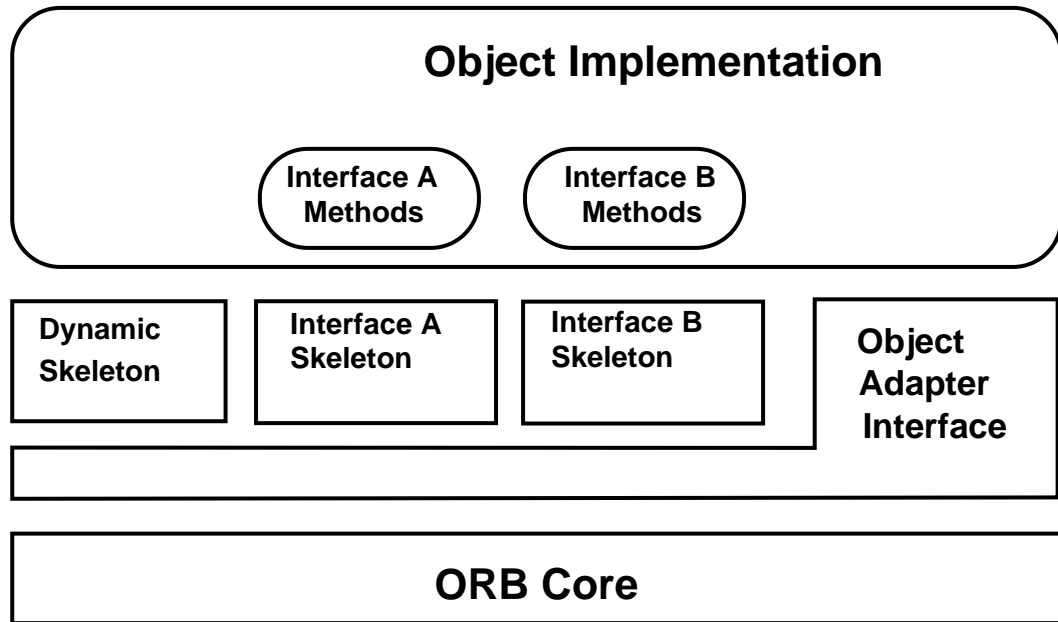 Object Implementation
Interface A
Methods
Interface B
Methods
Dynamic
Skeleton
Interface A
Skeleton
Interface B
Skeleton
Object
Adapter
Interface
ORB Core